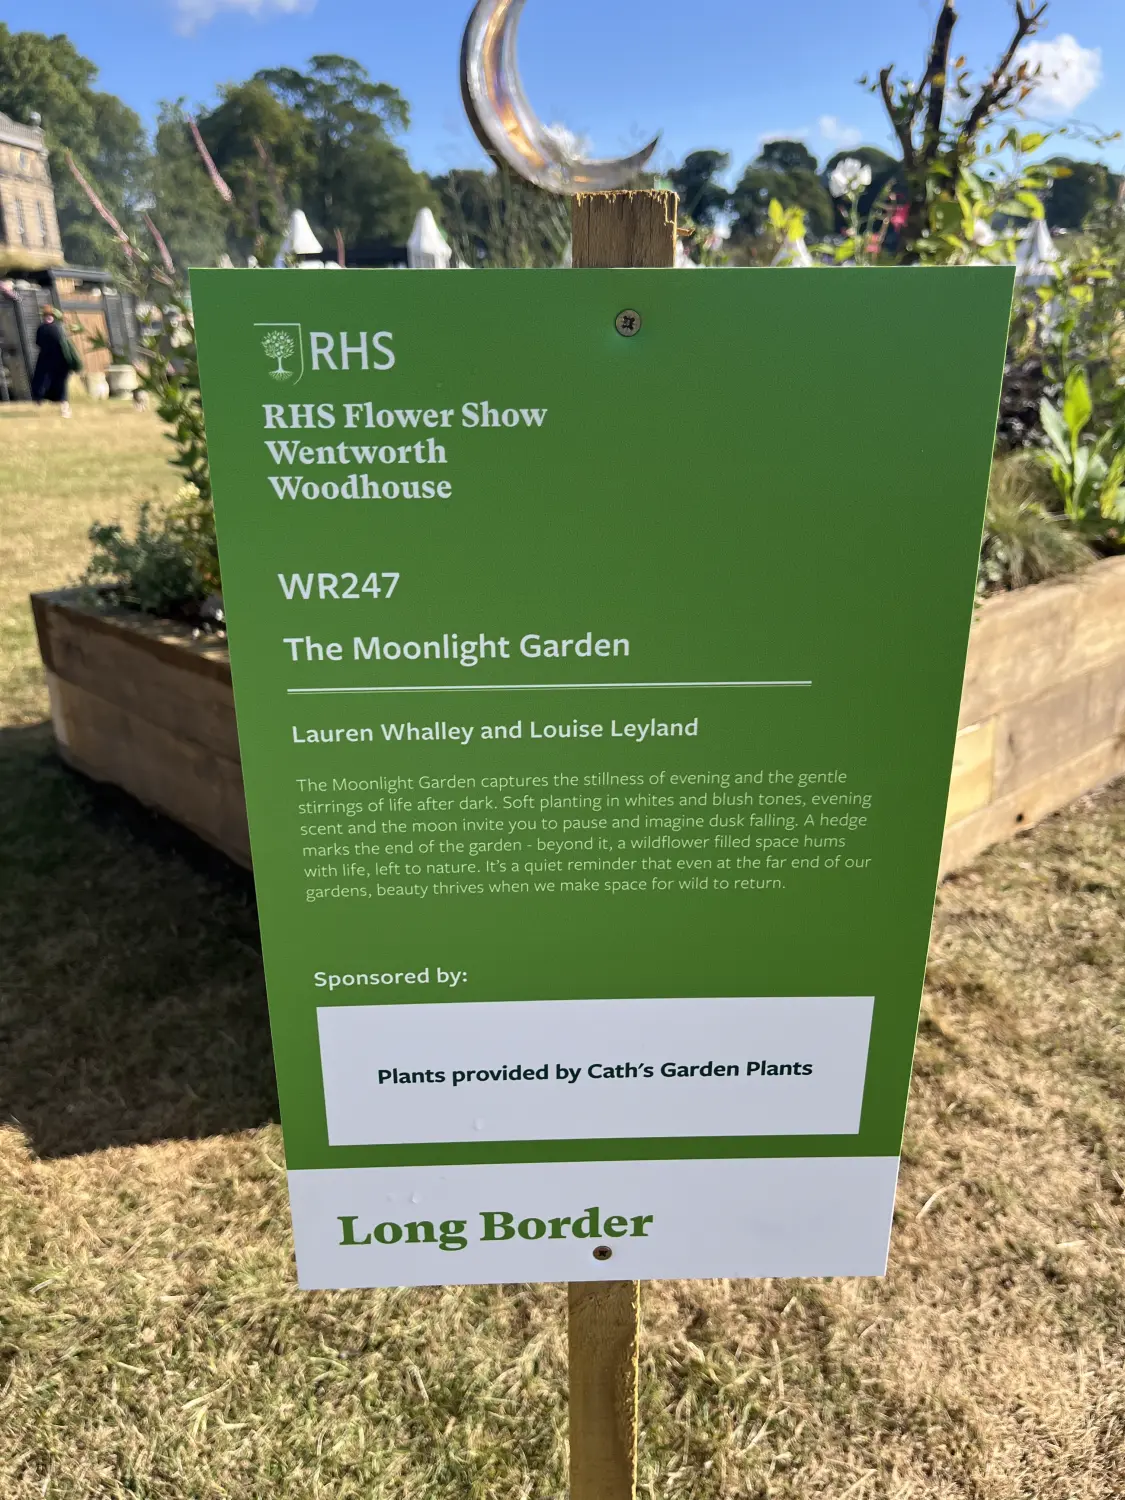 RHS
RHS Flower Show
Wentworth
Woodhouse
WR247
The Moonlight Garden
Lauren Whalley and Louise Leyland
The Moonlight Garden captures the stillness of evening and the gentle
stirrings of life after dark. Soft planting in whites and blush tones, evening
scent and the moon invite you to pause and imagine dusk falling. A hedge
marks the end of the garden - beyond it, a wildflower filled space hums
with life, left to nature. It's a quiet reminder that even at the far end of our
gardens, beauty thrives when we make space for wild to return.
Sponsored by:
Plants provided by Cath's Garden Plants
Long Border